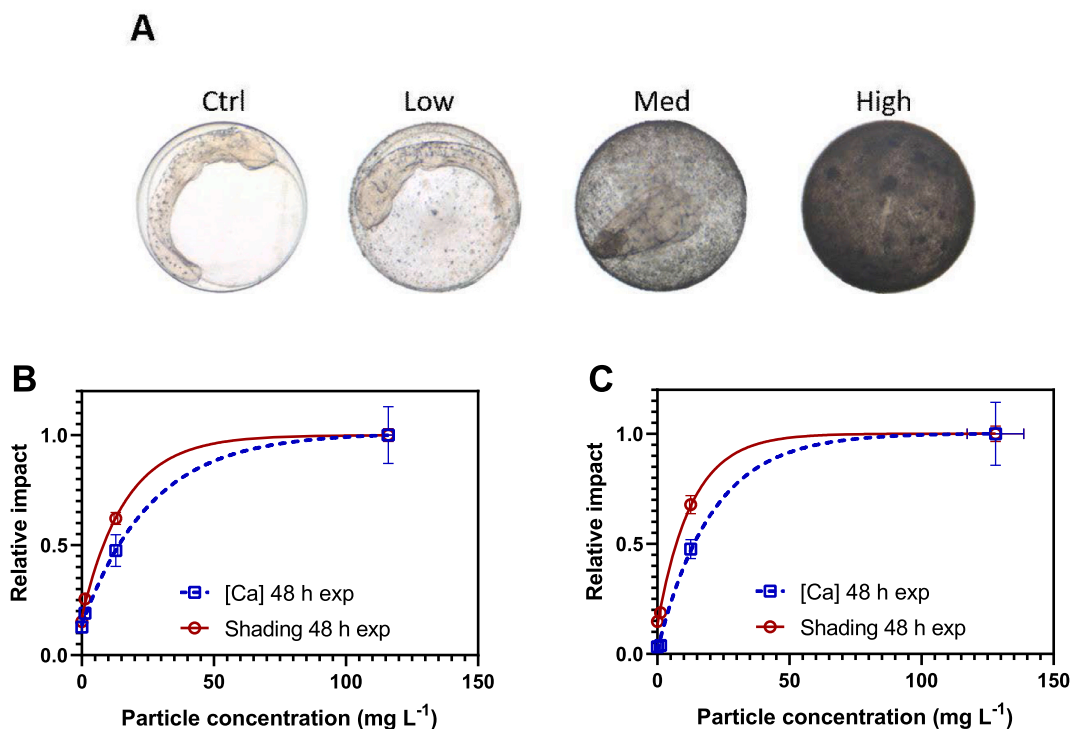 A
Ctrl Low Med High
B
Relative impact
1.0
0.5
0.0
[Ca] 48 h exp
Shading 48 h exp
0 50 100 150
Particle concentration (mg L⁻¹)
C
Relative impact
1.0
0.5
0.0
[Ca] 48 h exp
Shading 48 h exp
0 50 100 150
Particle concentration (mg L⁻¹)